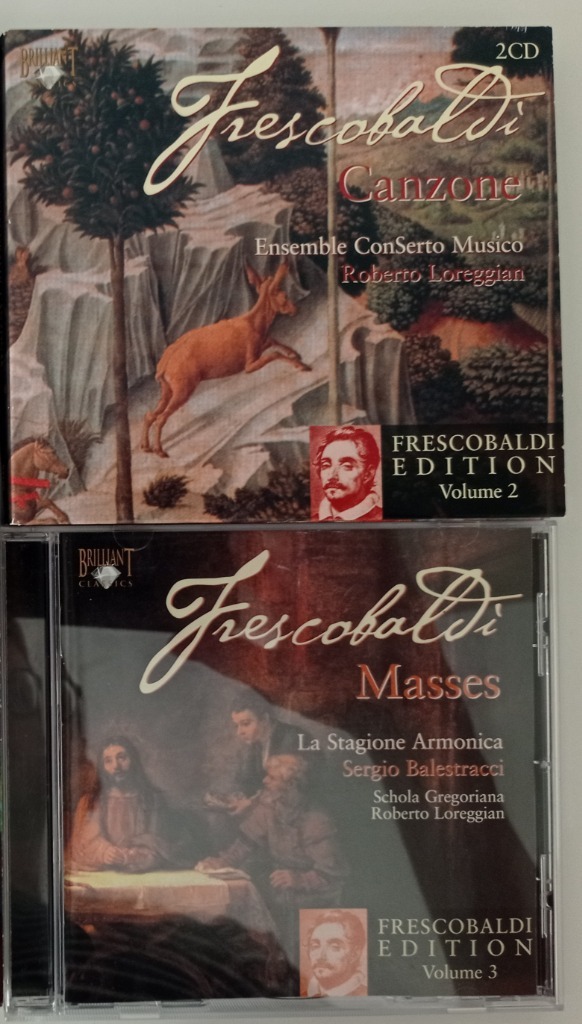 BRILLIANT
2CD
Frescobaldi
Canzone
Ensemble ConSerto Musico
Roberto Loreggian
FRESCOBALDI
EDITION
Volume 2
BRILLIANT
CLASSICS
Frescobaldi
Masses
La Stagione Armonica
Sergio Balestracci
Schola Gregoriana
Roberto Loreggian
FRESCOBALDI
EDITION
Volume 3